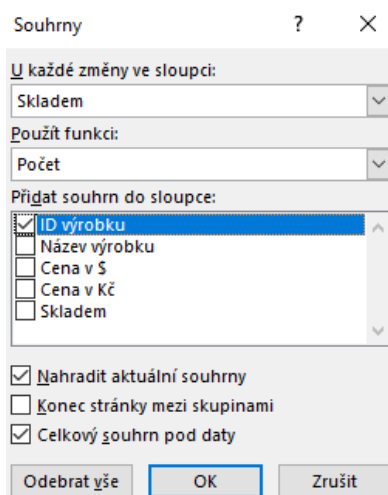 Souhrny ? ×
U každé změny ve sloupci:
Skladem
Použít funkci:
Počet
Přidat souhrn do sloupce:
ID výrobku
Název výrobku
Cena v $
Cena v Kč
Skladem
Nahradit aktuální souhrny
Konec stránky mezi skupinami
Celkový souhrn pod daty
Odebrat vše OK Zrušit